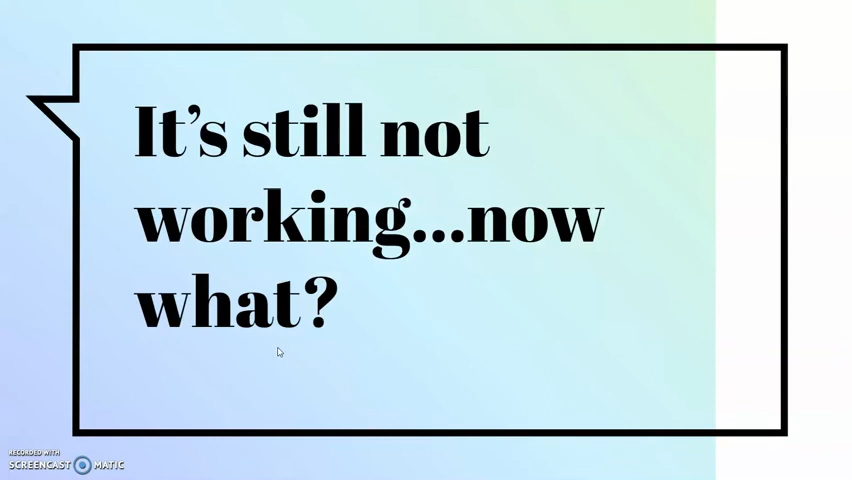 It’s still not
working...now
what?
RECORDED WITH
SCREENCAST MATIC